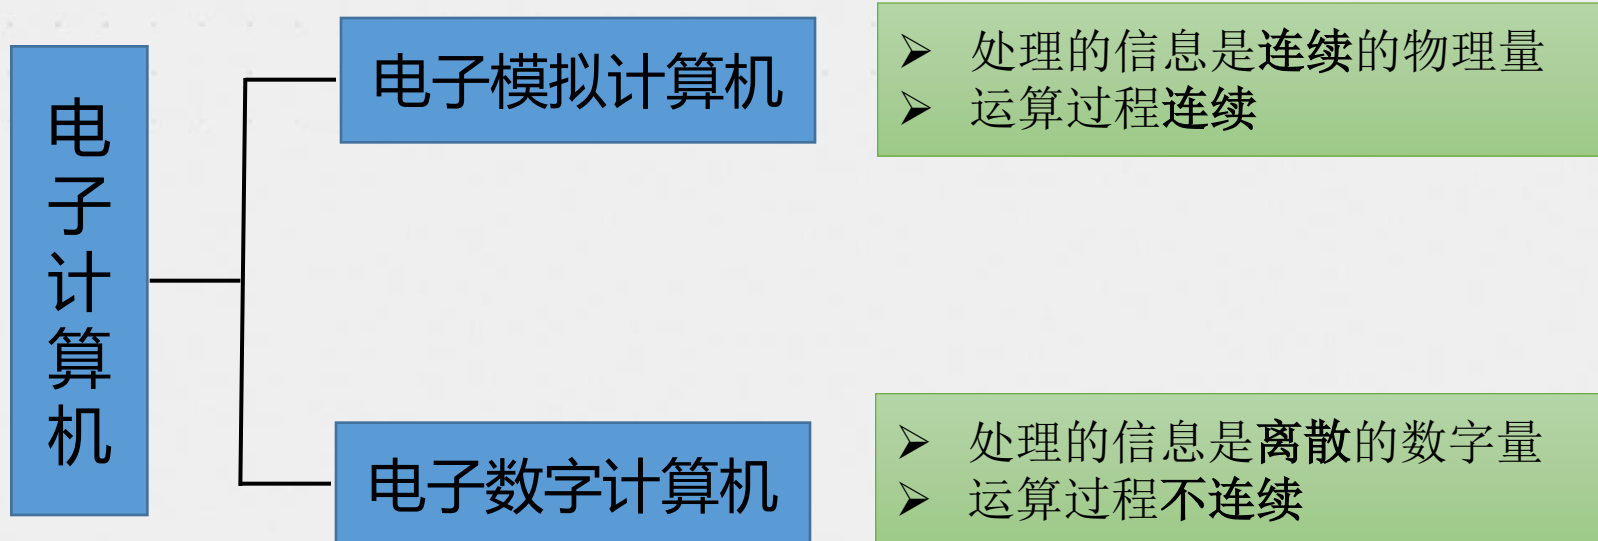 电子计算机
电子模拟计算机
处理的信息是连续的物理量
运算过程连续
电子数字计算机
处理的信息是离散的数字量
运算过程不连续